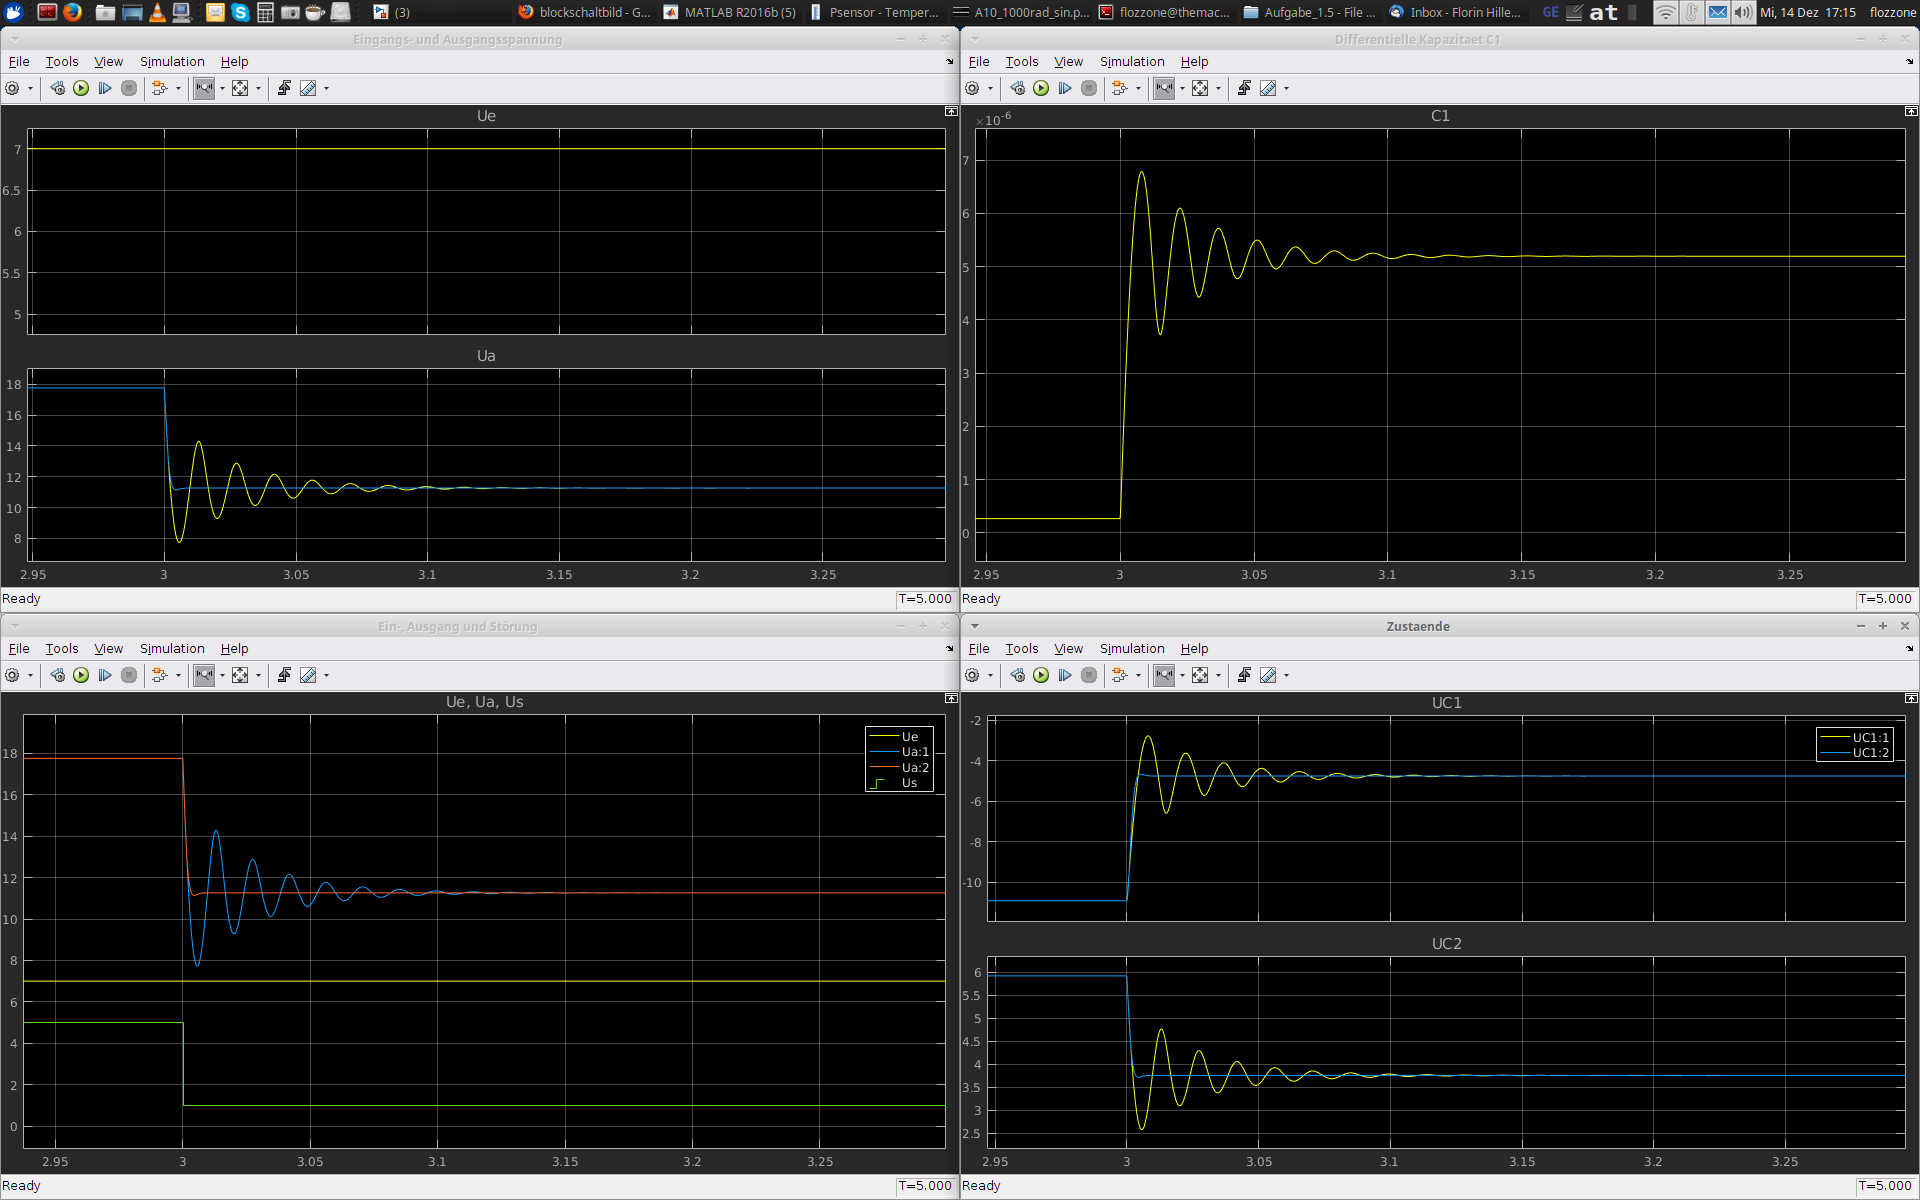 (3)
blockschaltbild - G...
MATLAB R2016b (5)
Psensor - Temper...
A10_1000rad_sin.p...
flozzone@themac...
Aufgabe_1.5 - File ...
Inbox - Florin Hille...
GE
at
Mi, 14 Dez 17:15
flozzone
Eingangs- und Ausgangsspannung
File Tools View Simulation Help
Ue
7
6.5
6
5.5
5
Ua
18
16
14
12
10
8
2.95 3 3.05 3.1 3.15 3.2 3.25
Ready
T=5.000
Differentielle Kapazitaet C1
File Tools View Simulation Help
×10⁻⁶
C1
7
6
5
4
3
2
1
0
2.95 3 3.05 3.1 3.15 3.2 3.25
Ready
T=5.000
Ein-, Ausgang und Störung
File Tools View Simulation Help
Ue, Ua, Us
Ue
Ua:1
Ua:2
Us
18
16
14
12
10
8
6
4
2
0
2.95 3 3.05 3.1 3.15 3.2 3.25
Ready
T=5.000
Zustaende
File Tools View Simulation Help
UC1
UC1:1
UC1:2
-2
-4
-6
-8
-10
UC2
6
5.5
5
4.5
4
3.5
3
2.5
2.95 3 3.05 3.1 3.15 3.2 3.25
Ready
T=5.000